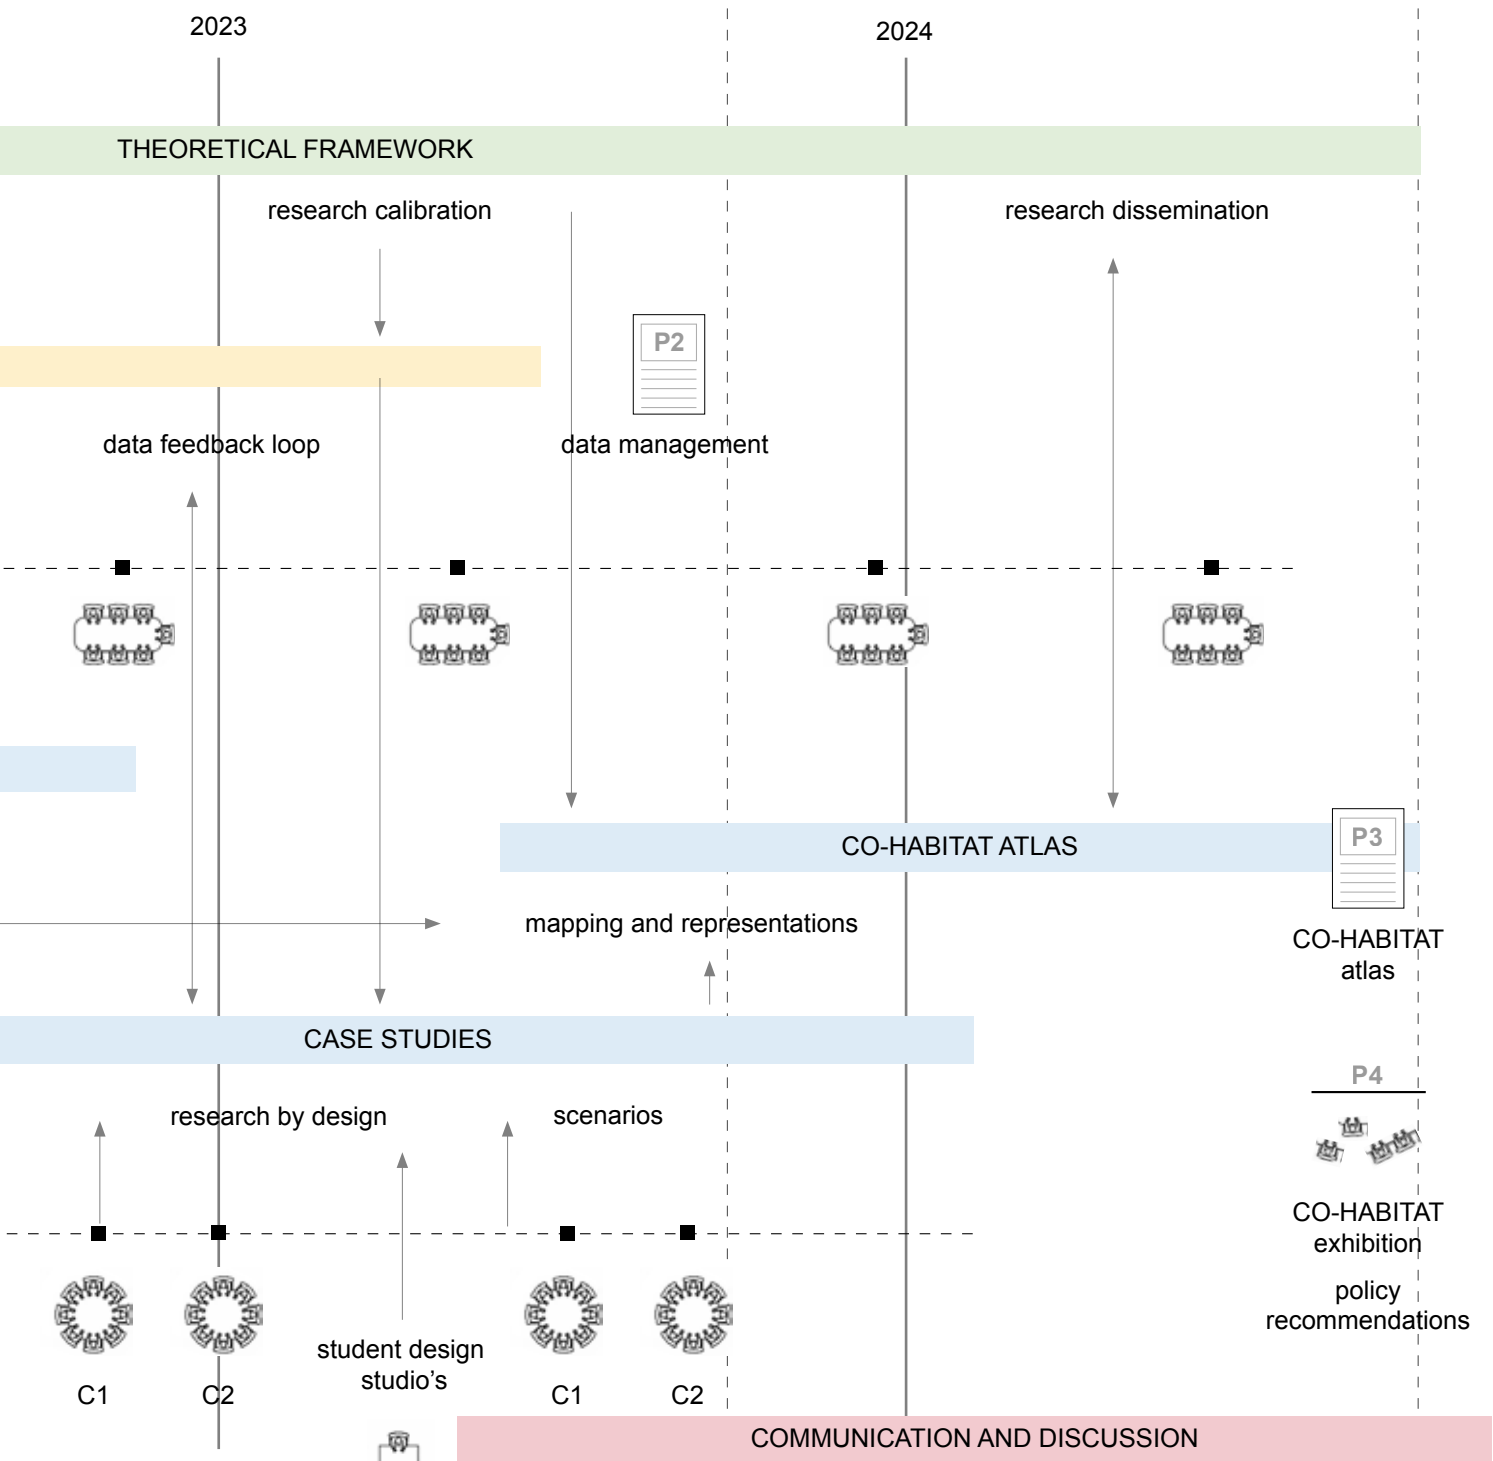 2023
2024
THEORETICAL FRAMEWORK
research calibration
research dissemination
P2
data feedback loop
data management
CO-HABITAT ATLAS
P3
mapping and representations
CO-HABITAT
atlas
CASE STUDIES
P4
research by design
scenarios
CO-HABITAT
exhibition
policy
recommendations
student design
studio's
C1
C2
C1
C2
COMMUNICATION AND DISCUSSION